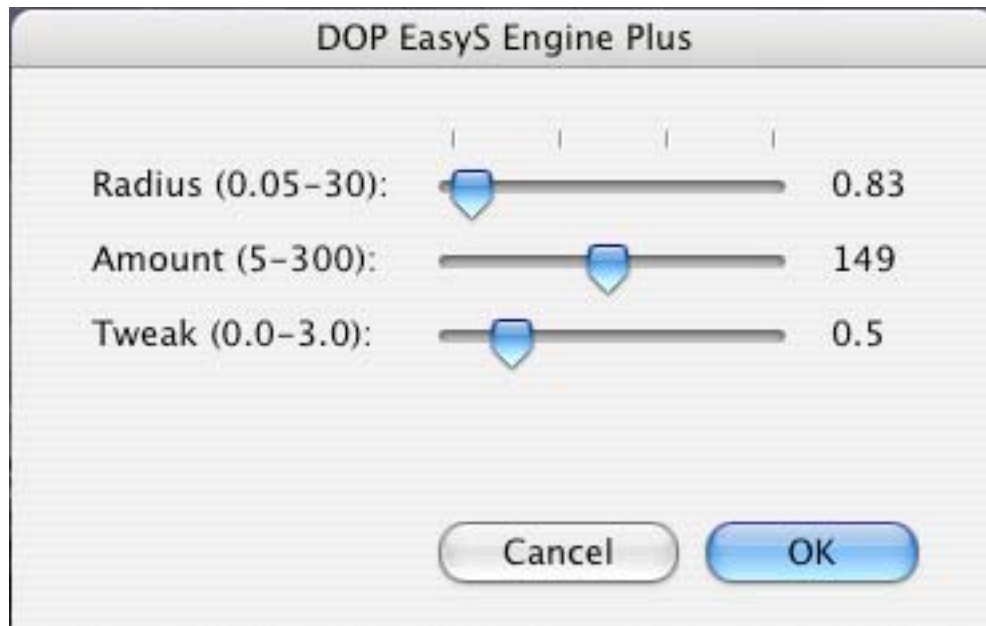 DOP EasyS Engine Plus
Radius (0.05-30): 0.83
Amount (5-300): 149
Tweak (0.0-3.0): 0.5
Cancel OK